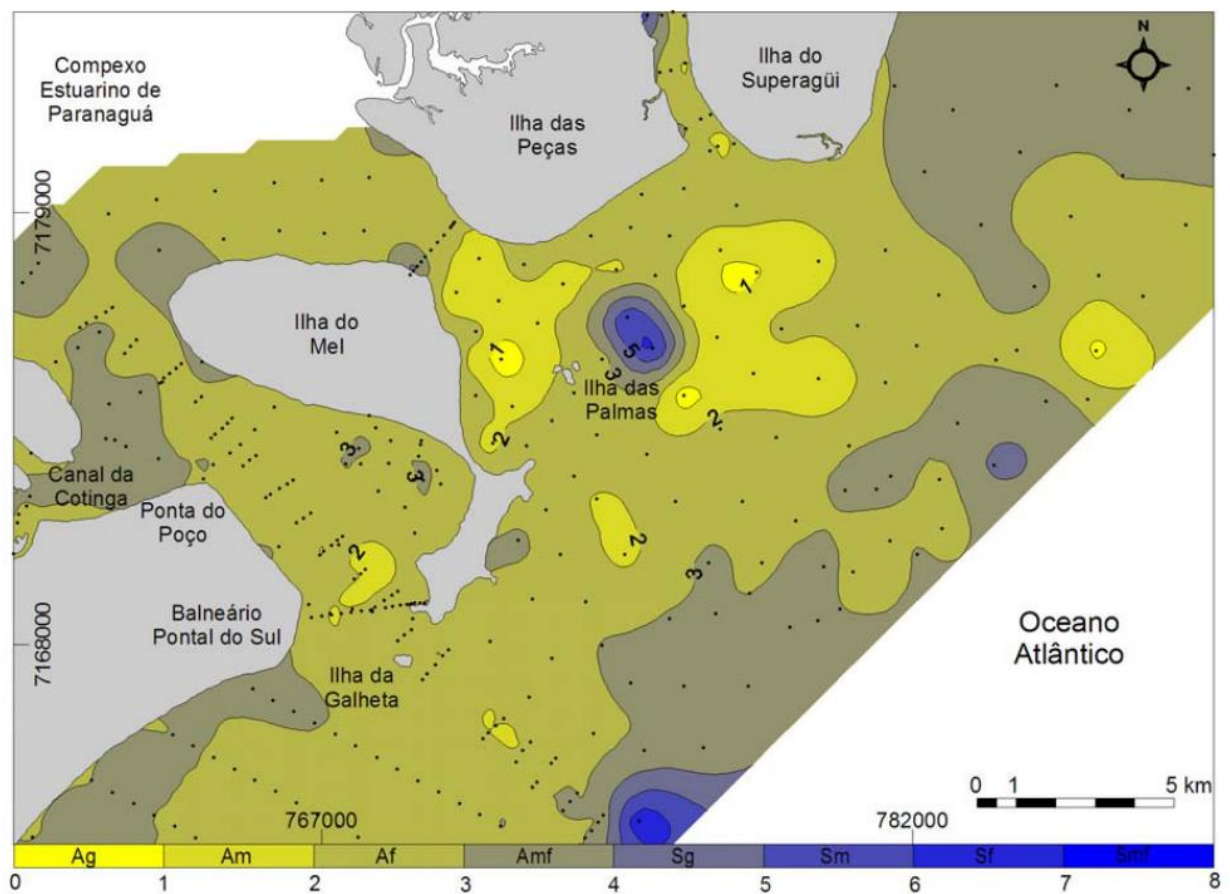 N
Compexo
Estuarino de
Paranaguá
Ilha do
Superagüi
Ilha das
Peças
7179000
1
Ilha do
Mel
1
5
3
Ilha das
Palmas
2
2
3
3
Canal da
Cotinga
Ponta do
Poço
2
2
3
Balneário
Pontal do Sul
Oceano
Atlântico
7168000
Ilha da
Galheta
0 1 5 km
767000
782000
Ag Am Af Amf Sg Sm Sf Smf
0 1 2 3 4 5 6 7 8